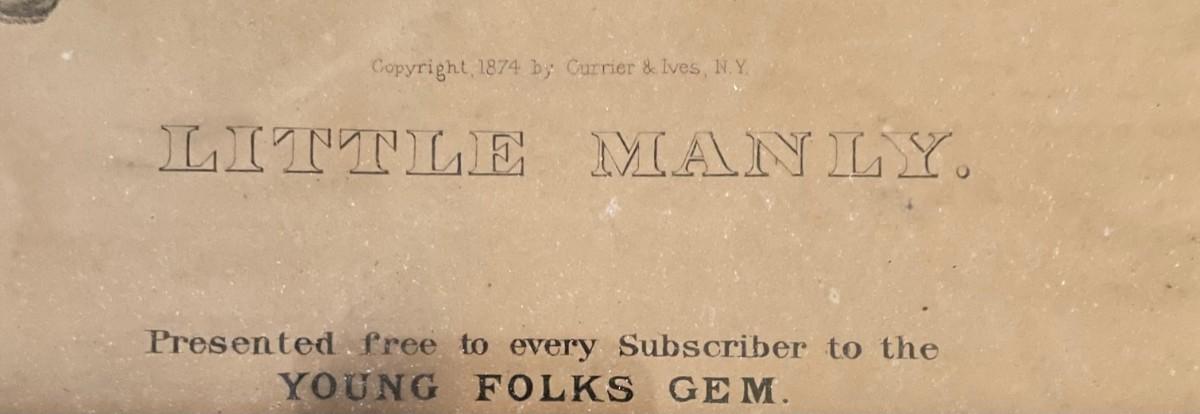 Copyright, 1874 by Currier & Ives, N.Y.
LITTLE MANLY.
Presented free to every Subscriber to the
YOUNG FOLKS GEM.